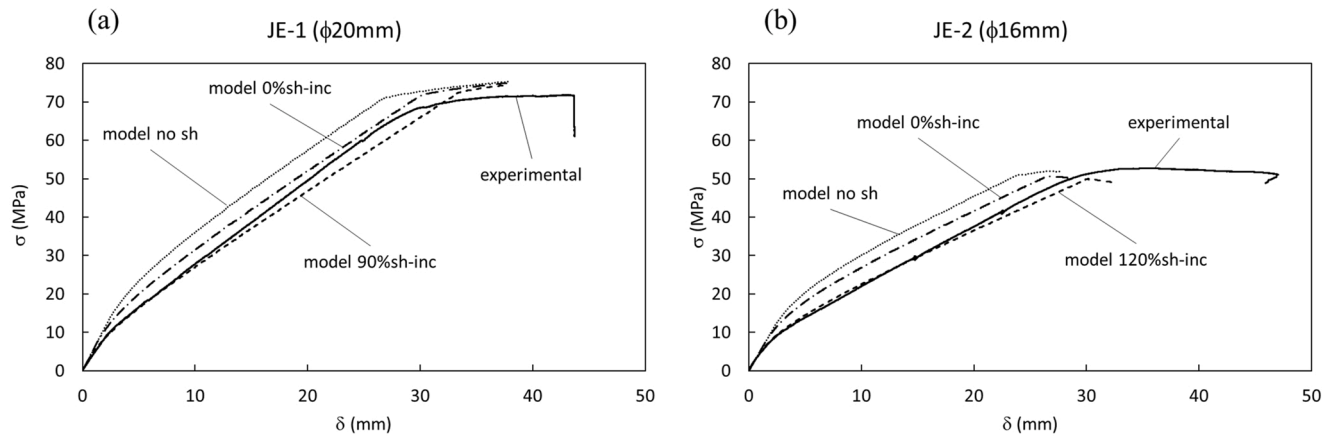 (a)
JE-1 (ϕ20mm)
80
70
60
50
40
30
20
10
0
σ (MPa)
model 0%sh-inc
model no sh
experimental
model 90%sh-inc
0 10 20 30 40 50
δ (mm)
(b)
JE-2 (ϕ16mm)
80
70
60
50
40
30
20
10
0
σ (MPa)
model 0%sh-inc
experimental
model no sh
model 120%sh-inc
0 10 20 30 40 50
δ (mm)